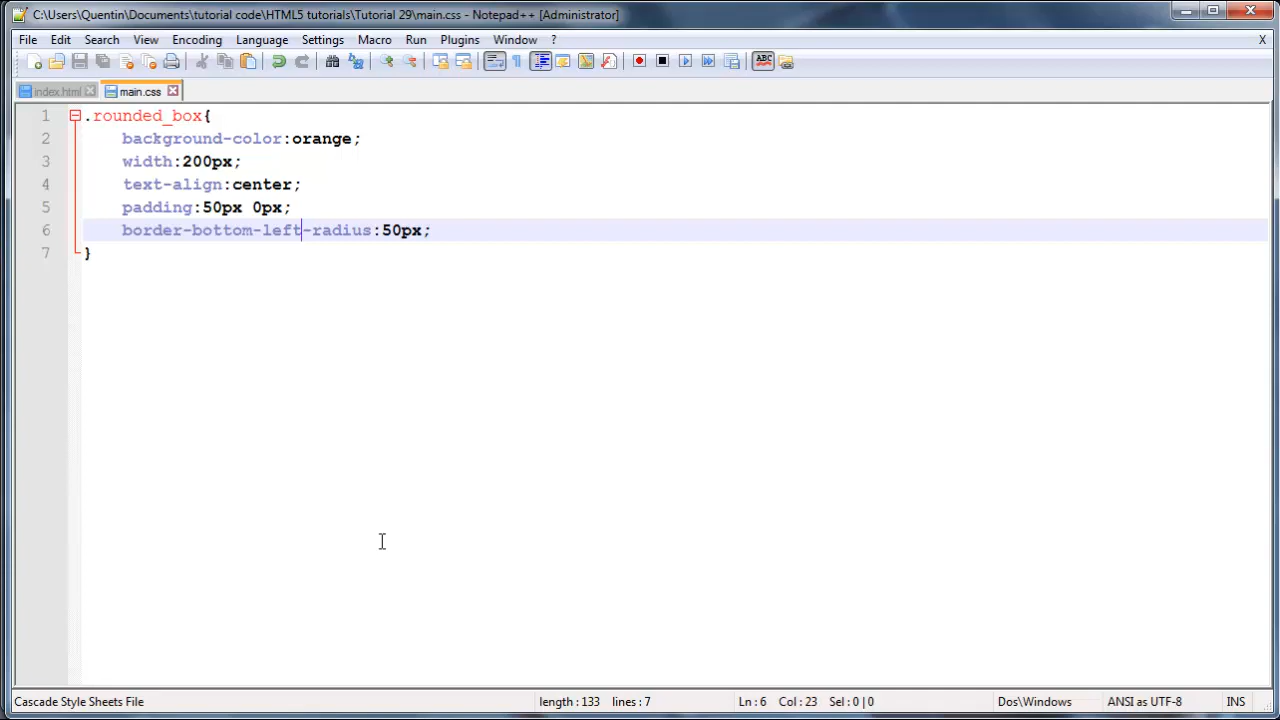 C:\Users\Quentin\Documents\tutorial code\HTML5 tutorials\Tutorial 29\main.css - Notepad++ [Administrator]
File Edit Search View Encoding Language Settings Macro Run Plugins Window ? X
ABC
index.html main.css
1 .rounded_box{
2 background-color:orange;
3 width:200px;
4 text-align:center;
5 padding:50px 0px;
6 border-bottom-left-radius:50px;
7 }
Cascade Style Sheets File length : 133 lines : 7 Ln : 6 Col : 23 Sel : 0 | 0 Dos\Windows ANSI as UTF-8 INS